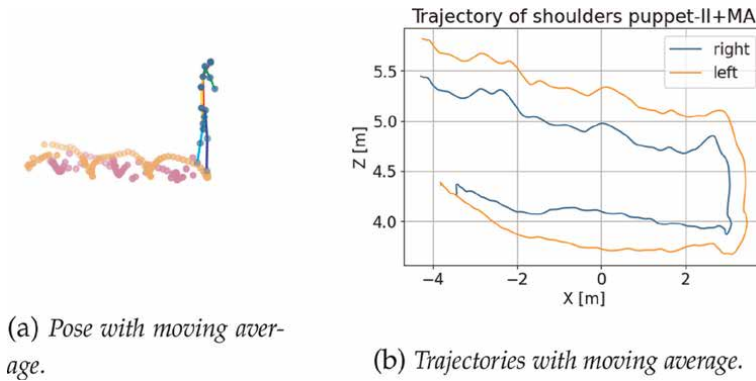 Trajectory of shoulders puppet-II+MA
right
left
5.5
5.0
4.5
4.0
Z [m]
−4
−2
0
2
X [m]
(a) Pose with moving aver-
age.
(b) Trajectories with moving average.